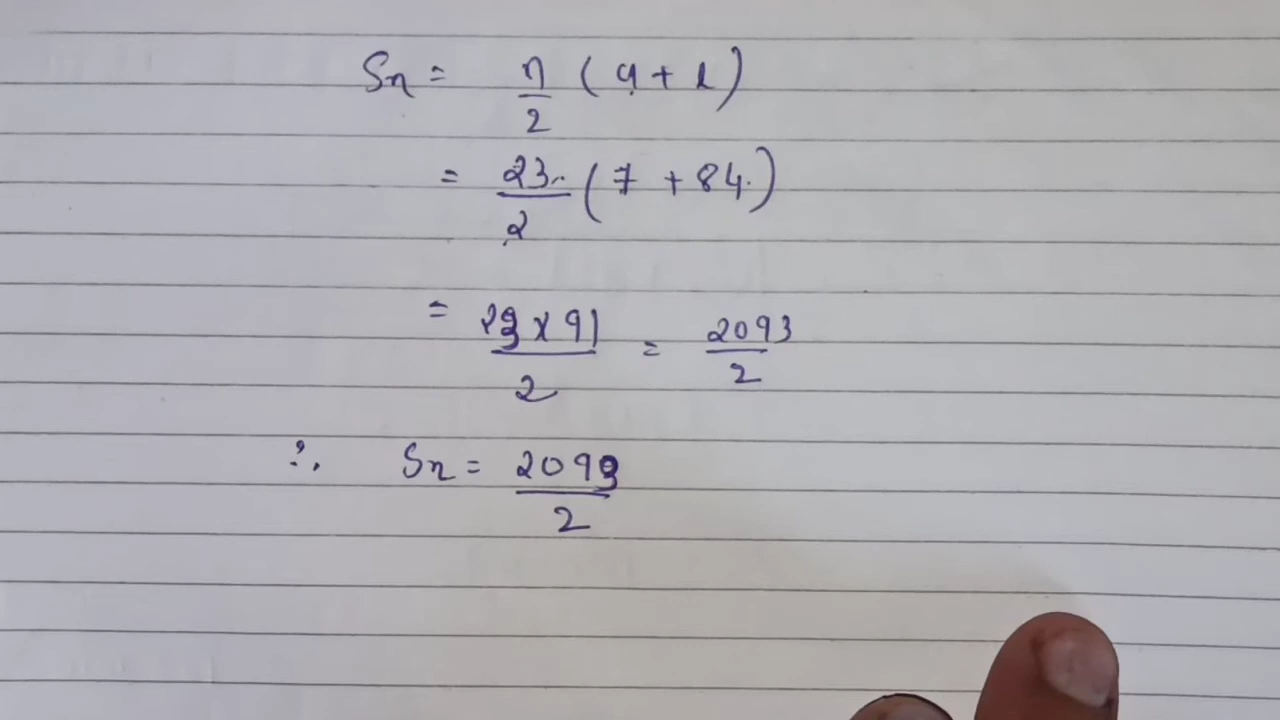 Sn = n/2 (a + l)
= 23/2 (7 + 84)
= 23 x 91/2 = 2093/2
∴ Sn = 2093/2